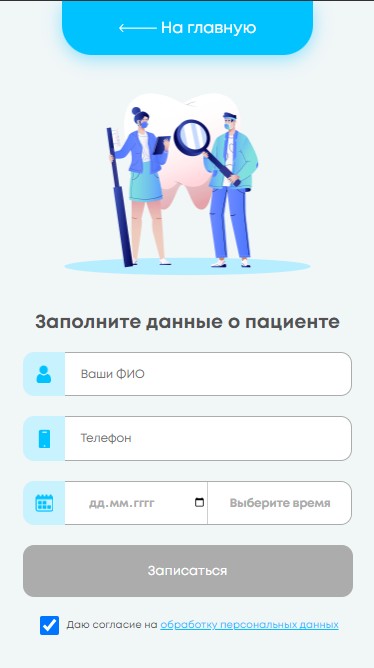 На главную
Заполните данные о пациенте
Ваши ФИО
Телефон
дд.мм.гггг Выберите время
Записаться
Даю согласие на обработку персональных данных